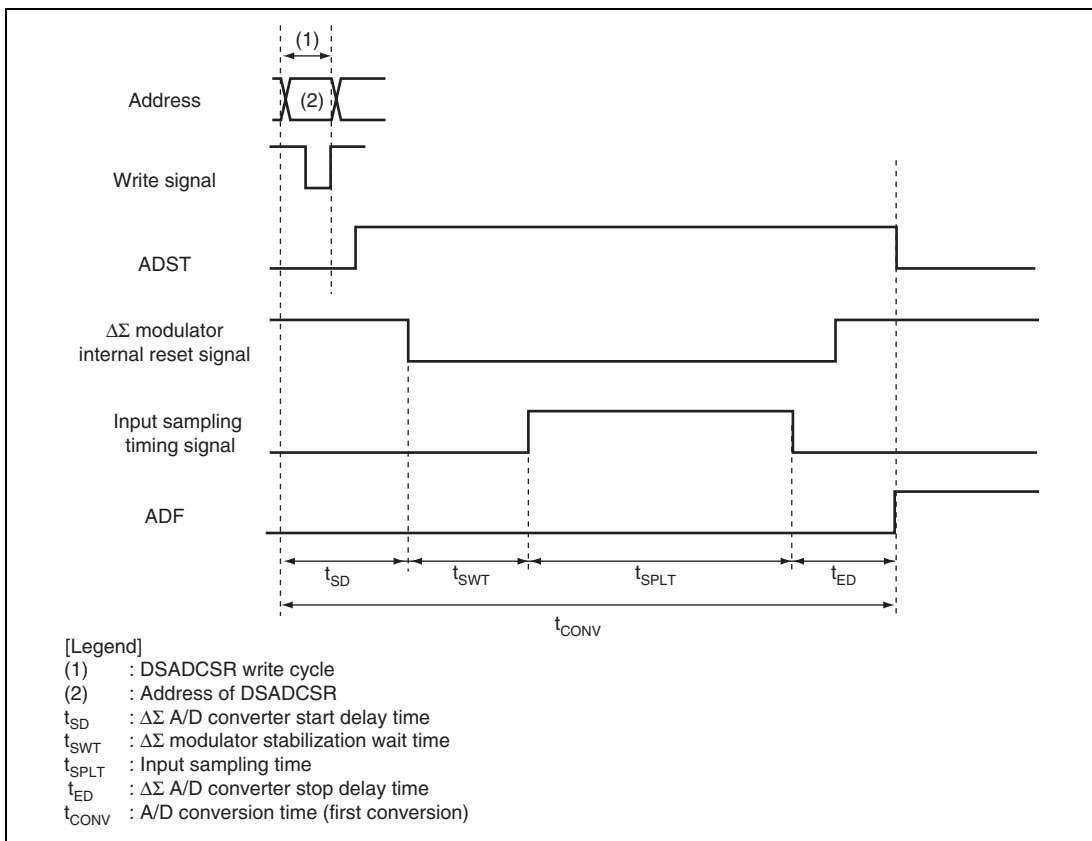 (1)
Address
(2)
Write signal
ADST
ΔΣ modulator
internal reset signal
Input sampling
timing signal
ADF
tSD
tSWT
tSPLT
tED
tCONV
[Legend]
(1) : DSADCSR write cycle
(2) : Address of DSADCSR
tSD : ΔΣ A/D converter start delay time
tSWT : ΔΣ modulator stabilization wait time
tSPLT : Input sampling time
tED : ΔΣ A/D converter stop delay time
tCONV : A/D conversion time (first conversion)